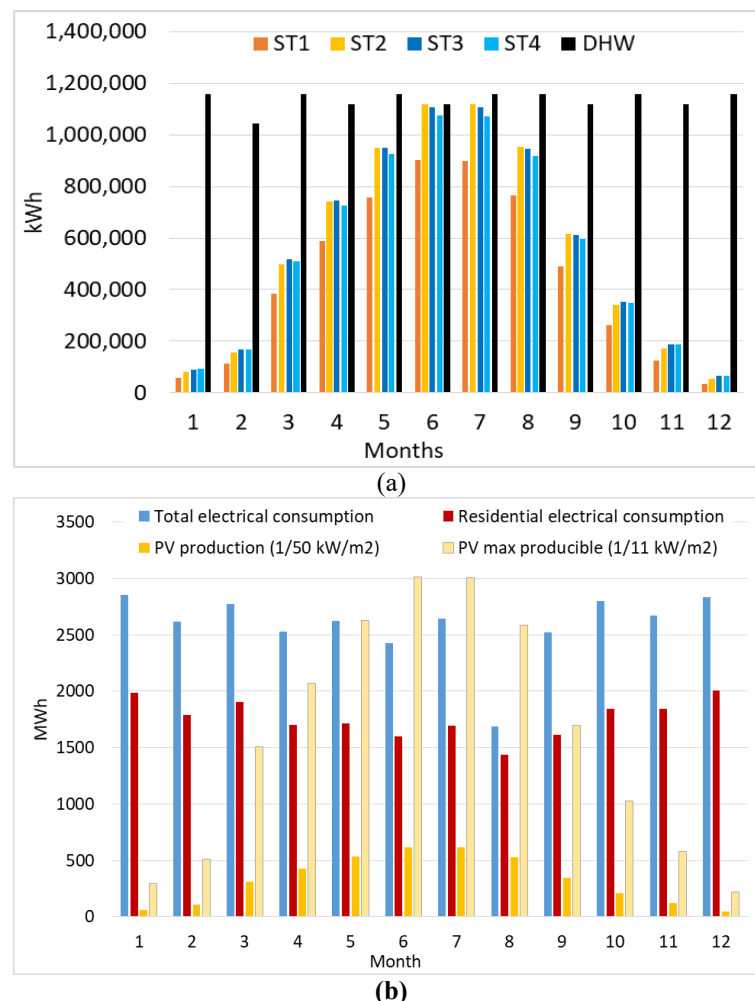 1,400,000
ST1 ST2 ST3 ST4 DHW
1,200,000
1,000,000
800,000
kWh
600,000
400,000
200,000
0
1 2 3 4 5 6 7 8 9 10 11 12
Months
(a)
3500
Total electrical consumption Residential electrical consumption
PV production (1/50 kW/m2) PV max producible (1/11 kW/m2)
3000
2500
2000
MWh
1500
1000
500
0
1 2 3 4 5 6 7 8 9 10 11 12
Month
(b)